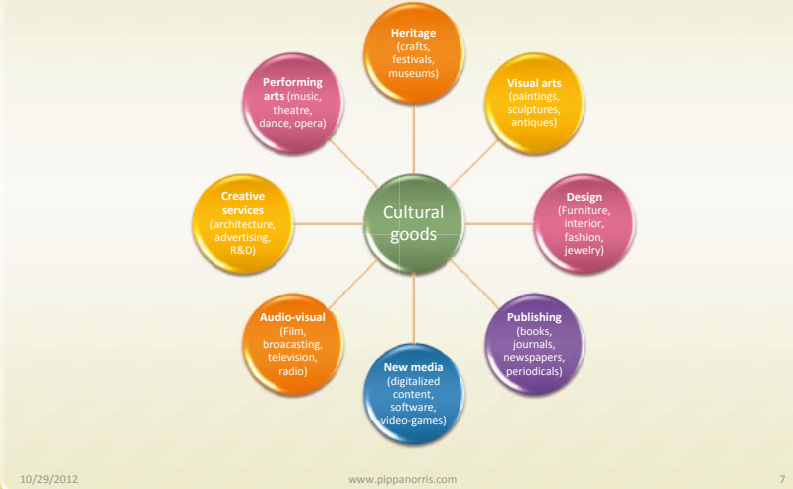 Heritage
(crafts,
festivals,
museums)
Visual arts
(paintings,
sculptures,
antiques)
Design
(Furniture,
interior,
fashion,
jewelry)
Publishing
(books,
journals,
newspapers,
periodicals)
New media
(digitalized
content,
software,
video-games)
Audio-visual
(Film,
broacasting,
television,
radio)
Creative
services
(architecture,
advertising,
R&D)
Performing
arts (music,
theatre,
dance, opera)
Cultural
goods
10/29/2012
www.pippanorris.com
7